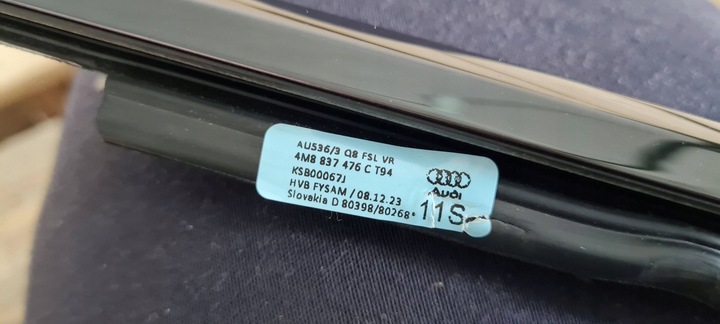 AU536/3 Q8 FSL VR
4M8 837 476 C T94
KSB00067J
HVB FYSAM / 08.12.23
Slovakia D 80398/80268*
Audi
11S